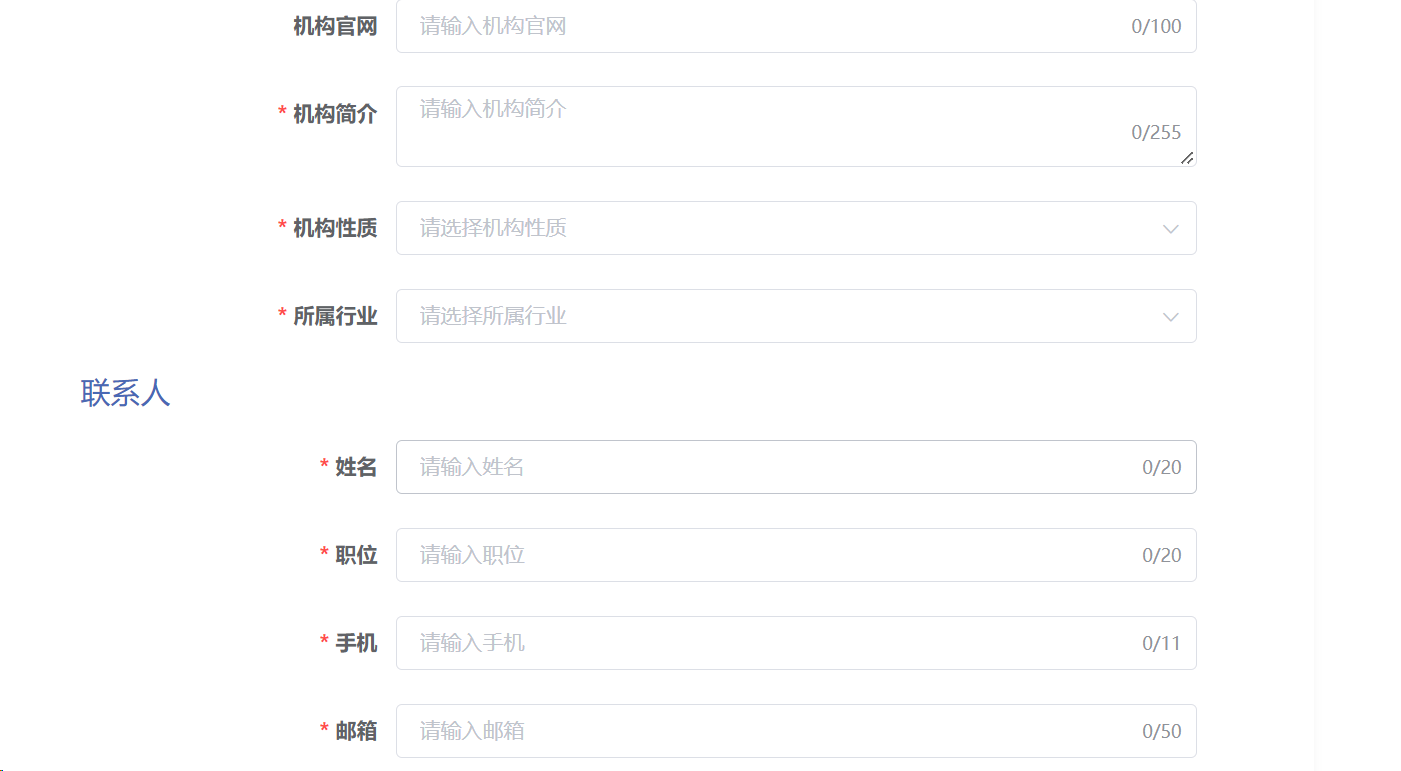 机构官网 请输入机构官网 0/100
* 机构简介 请输入机构简介 0/255
* 机构性质 请选择机构性质
* 所属行业 请选择所属行业
联系人
* 姓名 请输入姓名 0/20
* 职位 请输入职位 0/20
* 手机 请输入手机 0/11
* 邮箱 请输入邮箱 0/50